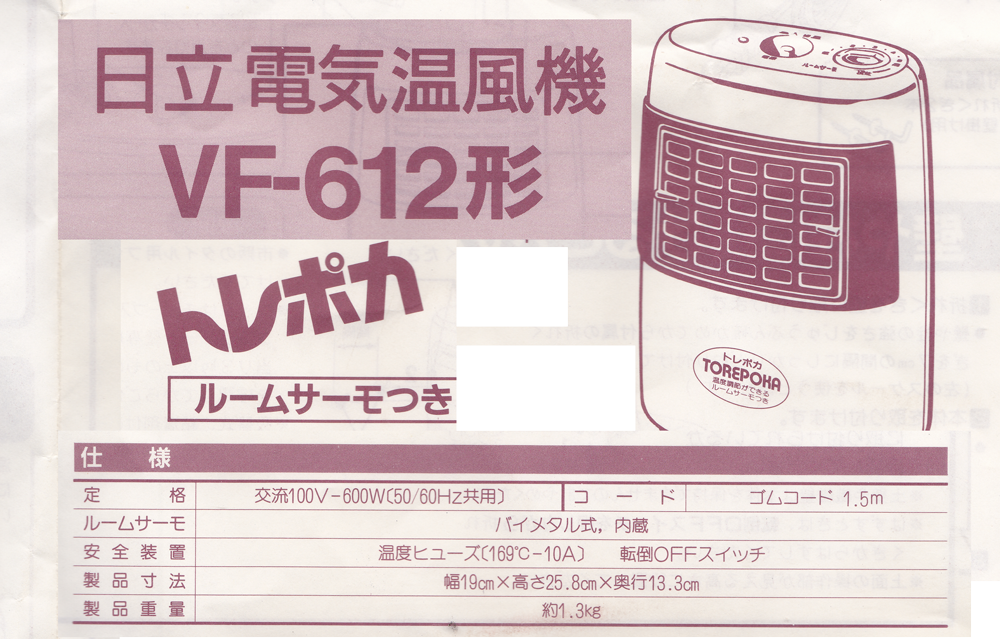 日立電気温風機
VF-612形
トレポカ
ルームサーモつき
ルームサーモ
トレポカ
TOREPOKA
温度調節ができる
ルームサーモつき
仕様
定格 交流100V-600W(50/60Hz共用) コード ゴムコード 1.5m
ルームサーモ バイメタル式,内蔵
安全装置 温度ヒューズ(169℃-10A) 転倒OFFスイッチ
製品寸法 幅19cm×高さ25.8cm×奥行13.3cm
製品重量 約1.3kg